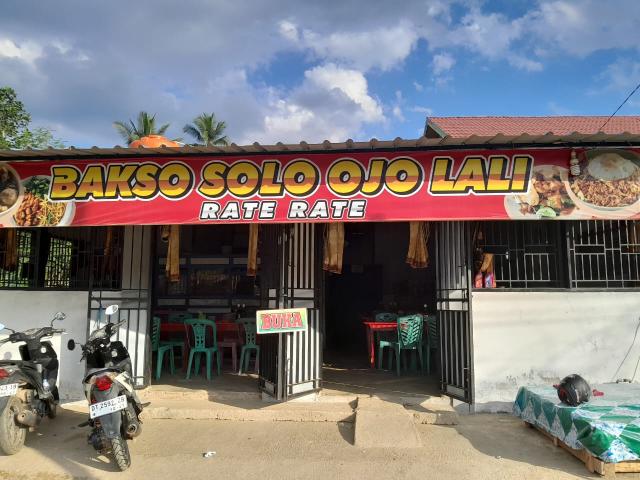 BAKSO SOLO OJO LALI
RATE RATE
BUKA